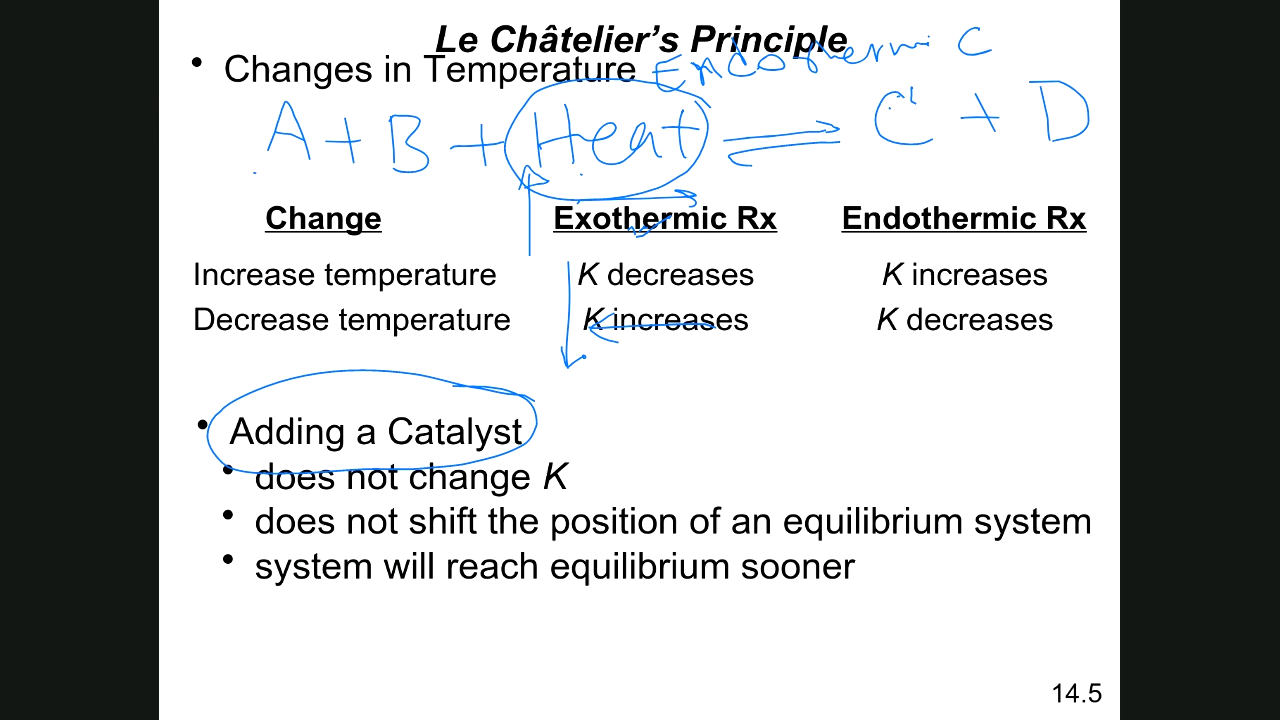 Le Châtelier's Principle
• Changes in Temperature Endothermic
A + B + Heat ⇌ C + D
Change Exothermic Rx Endothermic Rx
Increase temperature K decreases K increases
Decrease temperature K increases K decreases
• Adding a Catalyst
• does not change K
• does not shift the position of an equilibrium system
• system will reach equilibrium sooner
14.5